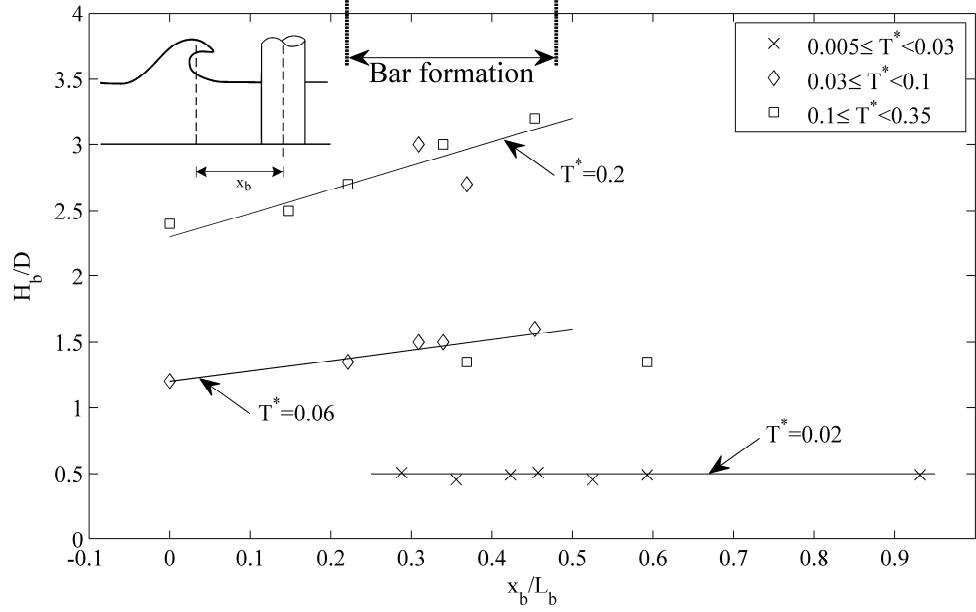 4
3.5
3
2.5
2
1.5
1
0.5
0
H_b/D
-0.1 0 0.1 0.2 0.3 0.4 0.5 0.6 0.7 0.8 0.9
x_b/L_b
Bar formation
x_b
0.005≤ T^*<0.03
0.03≤ T^*<0.1
0.1≤ T^*<0.35
T^*=0.2
T^*=0.06
T^*=0.02